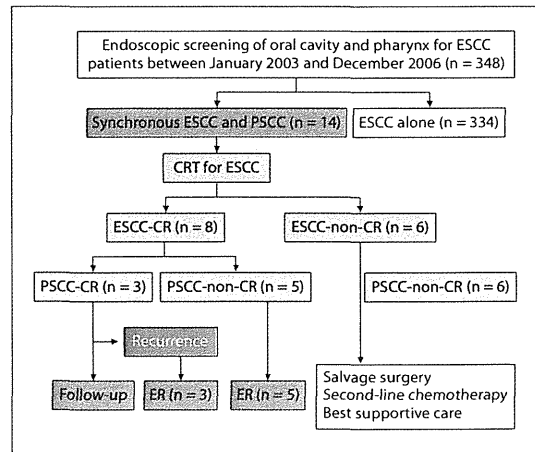 Endoscopic screening of oral cavity and pharynx for ESCC
patients between January 2003 and December 2006 (n = 348)
Synchronous ESCC and PSCC (n = 14)
ESCC alone (n = 334)
CRT for ESCC
ESCC-CR (n = 8)
ESCC-non-CR (n = 6)
PSCC-CR (n = 3)
PSCC-non-CR (n = 5)
PSCC-non-CR (n = 6)
Recurrence
Follow-up
ER (n = 3)
ER (n = 5)
Salvage surgery
Second-line chemotherapy
Best supportive care